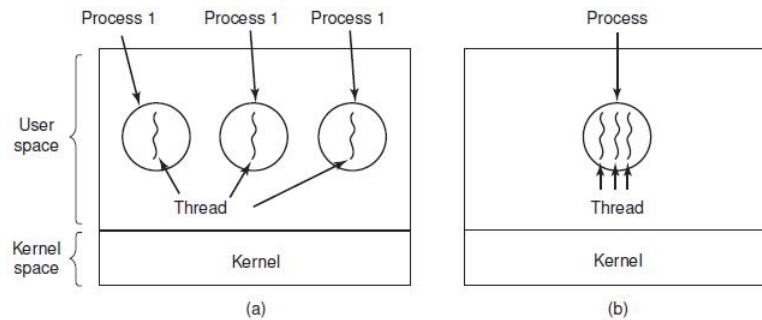 Process 1 Process 1 Process 1 Process
User
space
Thread Thread
Kernel
space
Kernel Kernel
(a) (b)